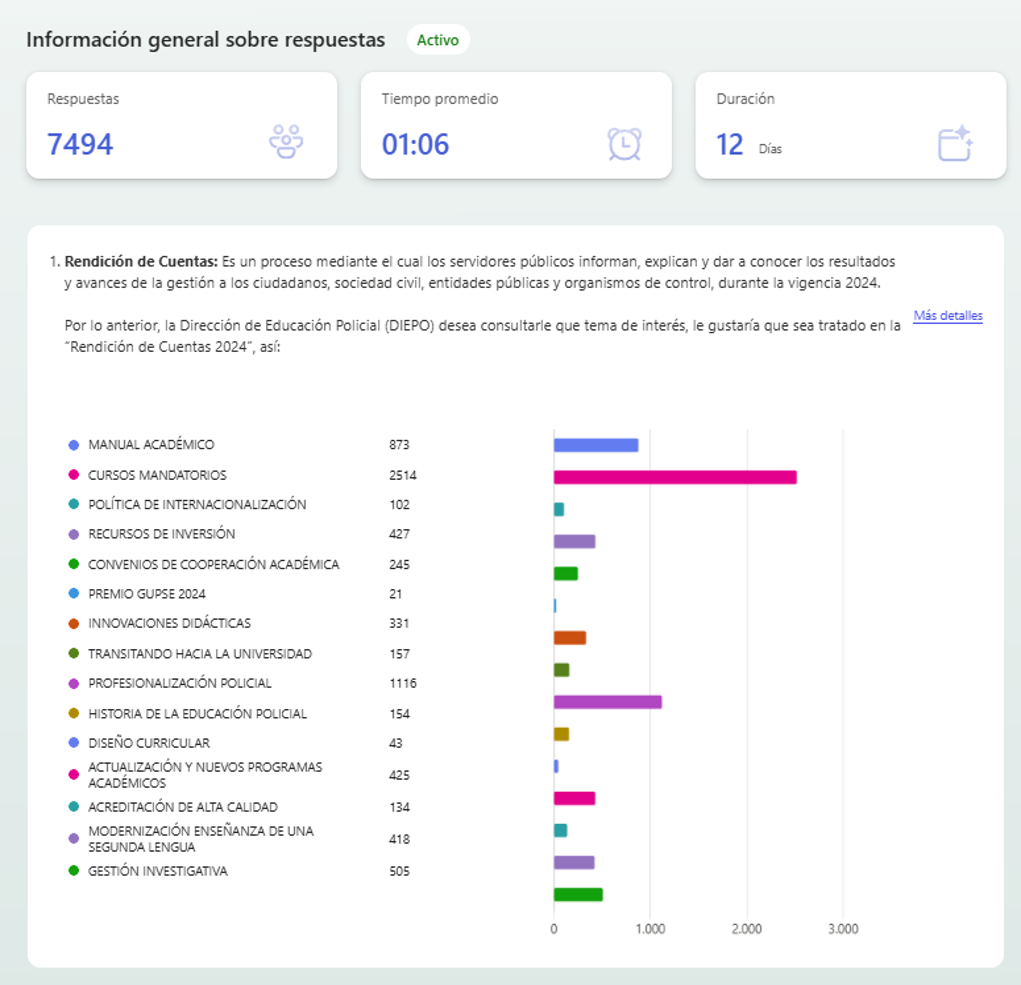 Información general sobre respuestas
Activo
Respuestas
7494
Tiempo promedio
01:06
Duración
12 Días
1. Rendición de Cuentas: Es un proceso mediante el cual los servidores públicos informan, explican y dar a conocer los resultados
y avances de la gestión a los ciudadanos, sociedad civil, entidades públicas y organismos de control, durante la vigencia 2024.
Por lo anterior, la Dirección de Educación Policial (DIEPO) desea consultarle que tema de interés, le gustaría que sea tratado en la
“Rendición de Cuentas 2024”, así:
Más detalles
MANUAL ACADÉMICO 873
CURSOS MANDATORIOS 2514
POLÍTICA DE INTERNACIONALIZACIÓN 102
RECURSOS DE INVERSIÓN 427
CONVENIOS DE COOPERACIÓN ACADÉMICA 245
PREMIO GUPSE 2024 21
INNOVACIONES DIDÁCTICAS 331
TRANSITANDO HACIA LA UNIVERSIDAD 157
PROFESIONALIZACIÓN POLICIAL 1116
HISTORIA DE LA EDUCACIÓN POLICIAL 154
DISEÑO CURRICULAR 43
ACTUALIZACIÓN Y NUEVOS PROGRAMAS
ACADÉMICOS 425
ACREDITACIÓN DE ALTA CALIDAD 134
MODERNIZACIÓN ENSEÑANZA DE UNA
SEGUNDA LENGUA 418
GESTIÓN INVESTIGATIVA 505
0 1.000 2.000 3.000